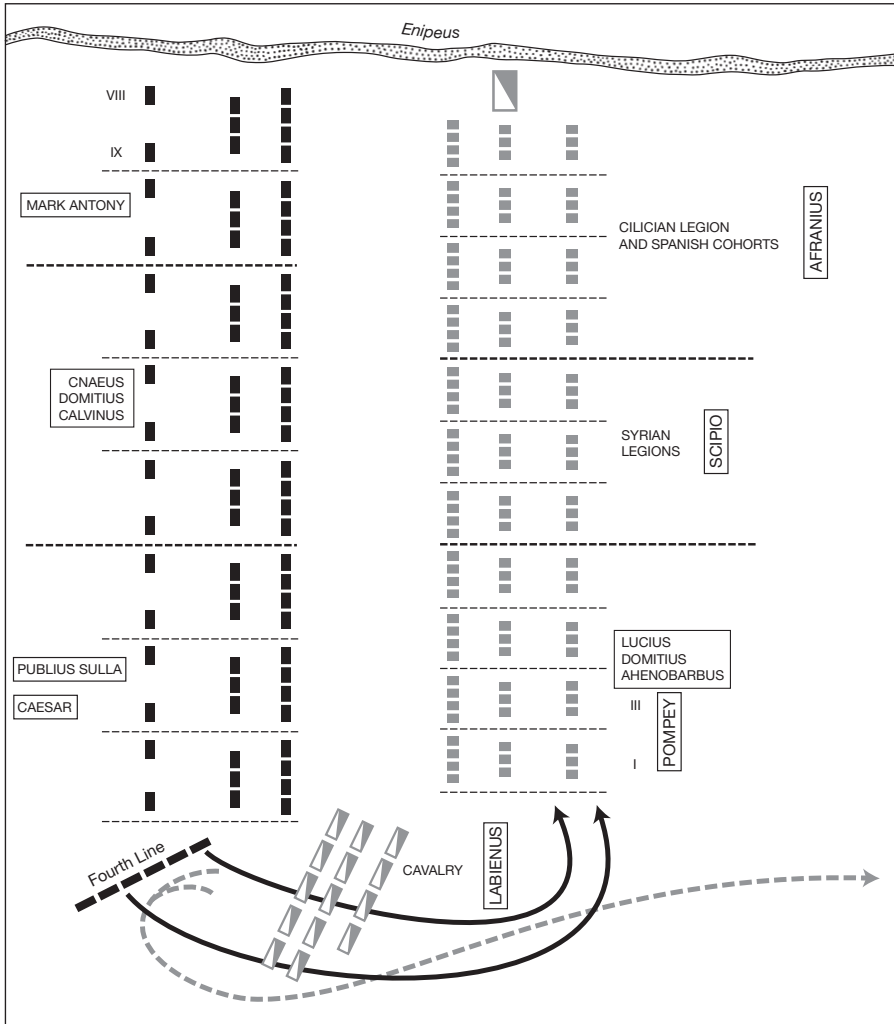 Enipeus
VIII
IX
MARK ANTONY
CNAEUS
DOMITIUS
CALVINUS
PUBLIUS SULLA
CAESAR
Fourth Line
CILICIAN LEGION
AND SPANISH COHORTS
AFRANIUS
SYRIAN
LEGIONS
SCIPIO
LUCIUS
DOMITIUS
AHENOBARBUS
III
I
POMPEY
CAVALRY
LABIENUS